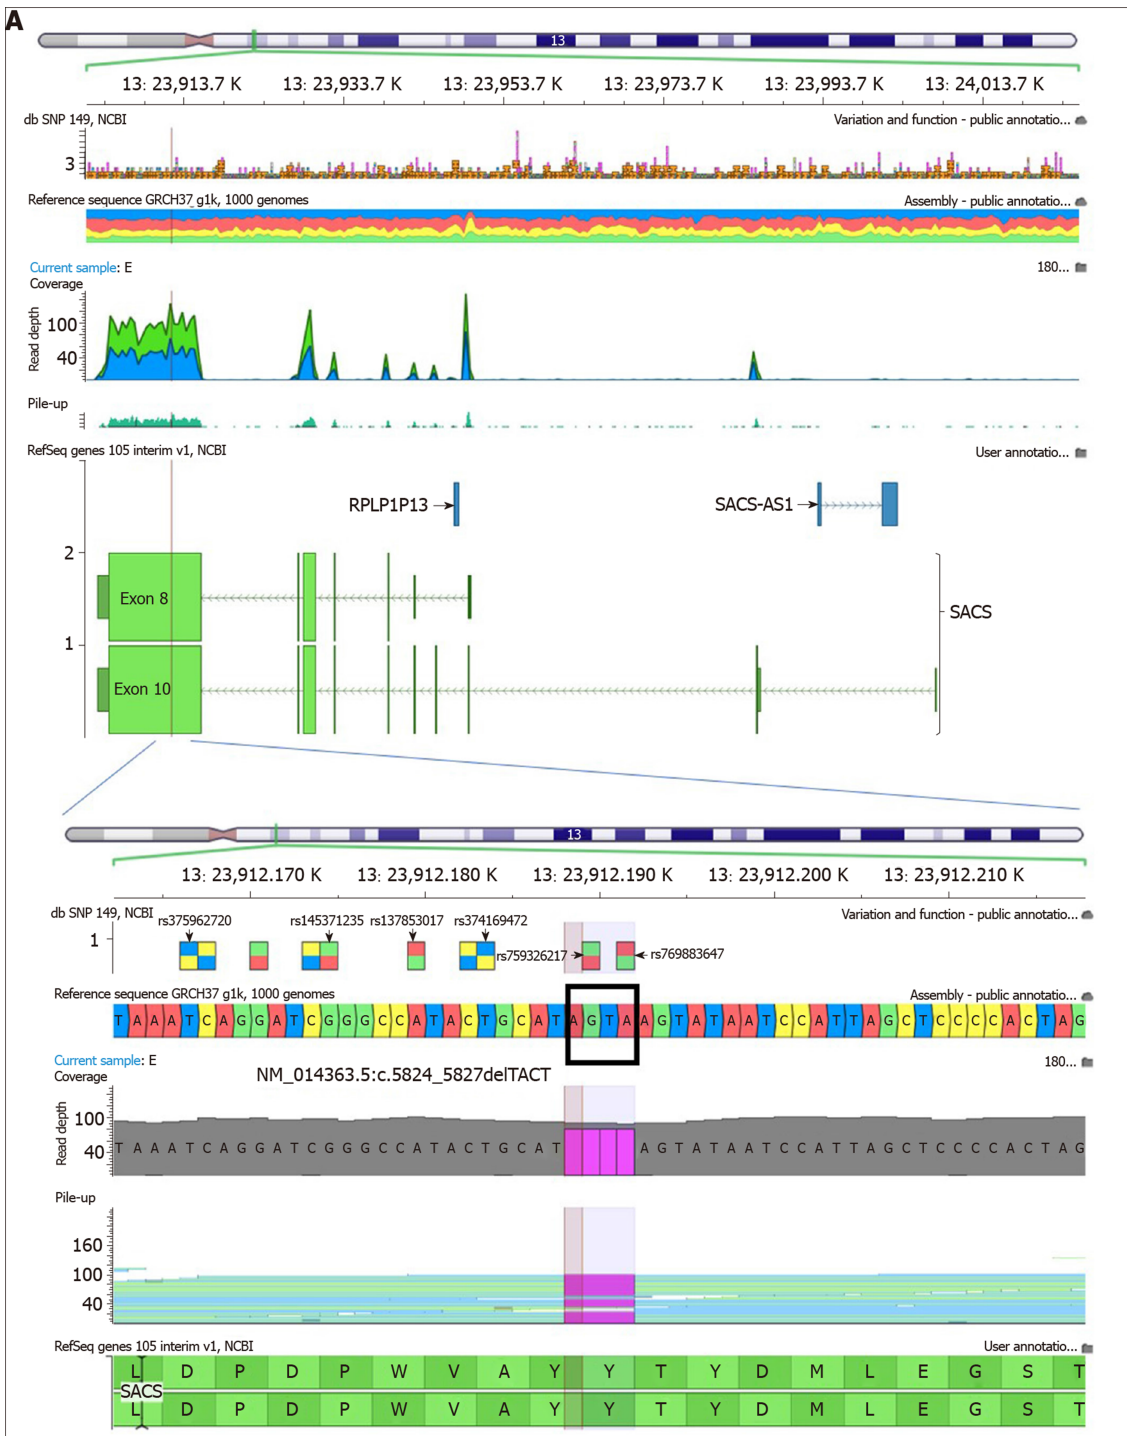 A
13
13: 23,913.7 K 13: 23,933.7 K 13: 23,953.7 K 13: 23,973.7 K 13: 23,993.7 K 13: 24,013.7 K
db SNP 149, NCBI Variation and function - public annotatio...
3
Reference sequence GRCH37_g1k, 1000 genomes Assembly - public annotatio...
Current sample: E 180...
Coverage
Read depth
100
40
Pile-up
RefSeq genes 105 interim v1, NCBI User annotatio...
RPLP1P13 SACS-AS1
2
Exon 8
SACS
1
Exon 10
13
13: 23,912.170 K 13: 23,912.180 K 13: 23,912.190 K 13: 23,912.200 K 13: 23,912.210 K
db SNP 149, NCBI Variation and function - public annotatio...
rs375962720 rs145371235 rs137853017 rs374169472
1
rs759326217 rs769883647
Reference sequence GRCH37 g1k, 1000 genomes Assembly - public annotatio...
T A A A T C A G G A T C G G G C C A T A C T G C A T A G T A A G T A T A A T C C A T T A G C T C C C C A C T A G
Current sample: E 180...
Coverage NM_014363.5:c.5824_5827delTACT
Read depth
100
40
T A A A T C A G G A T C G G G C C A T A C T G C A T A G T A T A A T C C A T T A G C T C C C C A C T A G
Pile-up
160
100
40
RefSeq genes 105 interim v1, NCBI User annotatio...
L D P D P W V A Y Y T Y D M L E G S T
SACS
L D P D P W V A Y Y T Y D M L E G S T